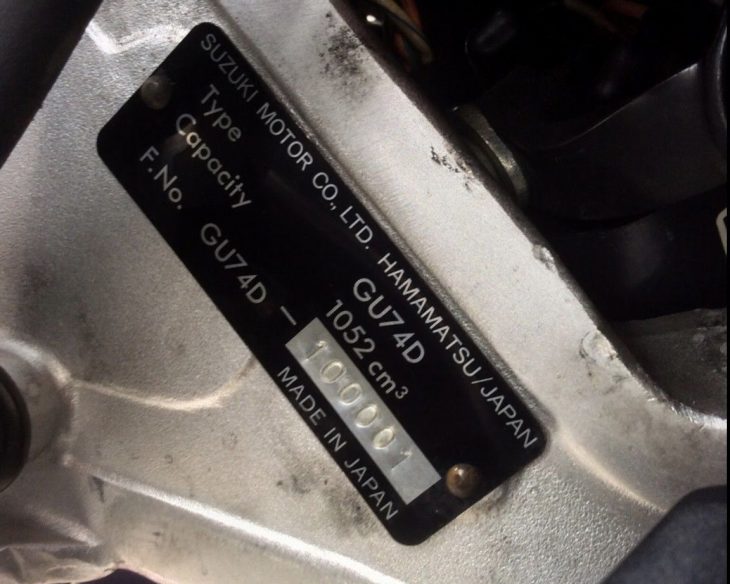 SUZUKI MOTOR CO., LTD. HAMAMATSU/JAPAN
Type GU74D
Capacity 1052 cm³
F.No. GU74D - 100001
MADE IN JAPAN